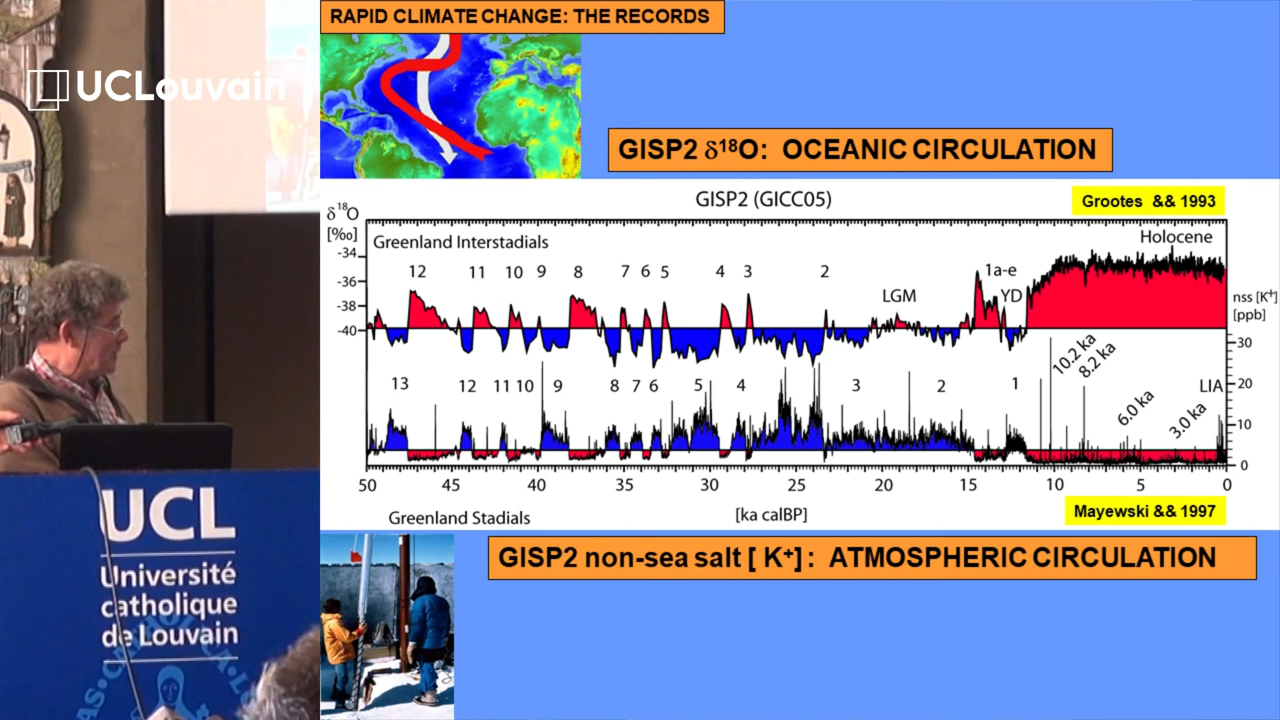 UCLouvain
UCL
Université
catholique
de Louvain
RAPID CLIMATE CHANGE: THE RECORDS
GISP2 δ¹⁸O: OCEANIC CIRCULATION
GISP2 (GICC05)
Grootes && 1993
δ¹⁸O
[‰]
Greenland Interstadials
Holocene
-34
-36
-38
-40
12 11 10 9 8 7 6 5 4 3 2 1a-e
LGM YD
nss [K⁺]
[ppb]
30
20
10
0
13 12 11 10 9 8 7 6 5 4 3 2 1
10.2 ka
8.2 ka
6.0 ka
3.0 ka
LIA
50 45 40 35 30 25 20 15 10 5 0
Greenland Stadials
[ka calBP]
Mayewski && 1997
GISP2 non-sea salt [ K⁺] : ATMOSPHERIC CIRCULATION